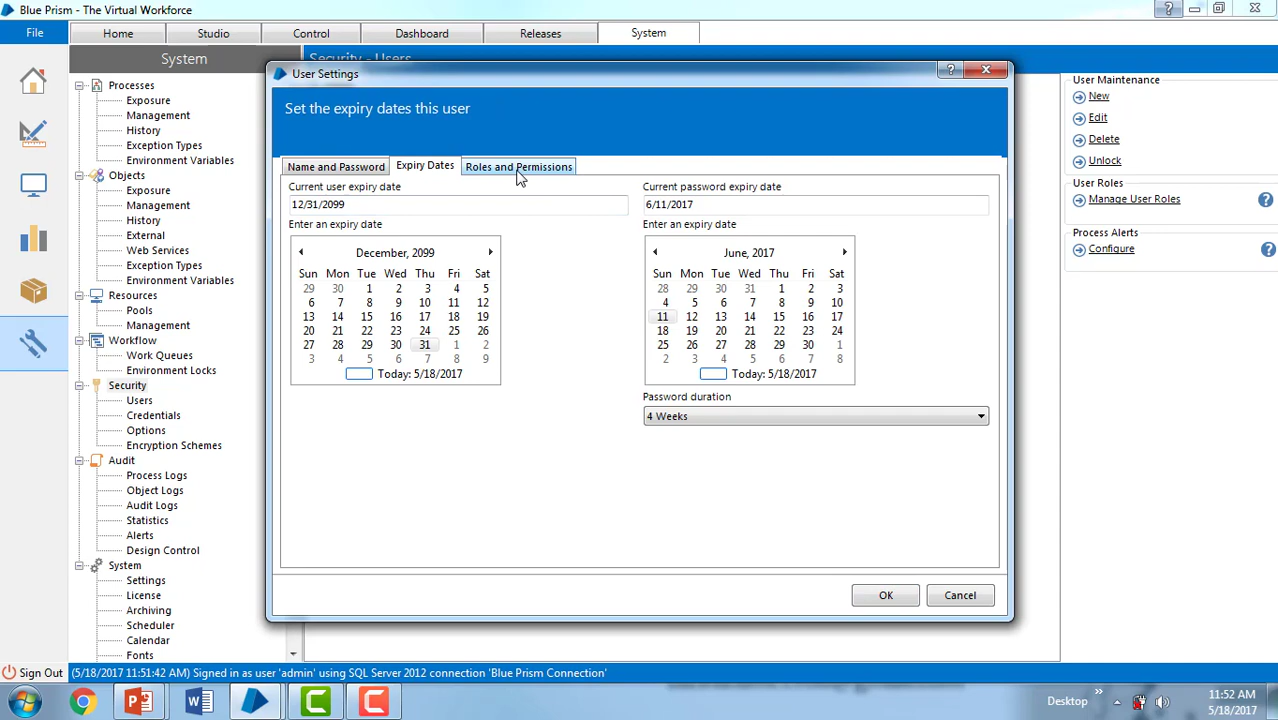 Blue Prism - The Virtual Workforce
File
Home
Studio
Control
Dashboard
Releases
System
System
Security - Users
Processes
Exposure
Management
History
Exception Types
Environment Variables
Objects
Exposure
Management
History
External
Web Services
Exception Types
Environment Variables
Resources
Pools
Management
Workflow
Work Queues
Environment Locks
Security
Users
Credentials
Options
Encryption Schemes
Audit
Process Logs
Object Logs
Audit Logs
Statistics
Alerts
Design Control
System
Settings
License
Archiving
Scheduler
Calendar
Fonts
User Settings
?
Set the expiry dates this user
Name and Password
Expiry Dates
Roles and Permissions
Current user expiry date
12/31/2099
Enter an expiry date
December, 2099
Sun Mon Tue Wed Thu Fri Sat
29 30 1 2 3 4 5
6 7 8 9 10 11 12
13 14 15 16 17 18 19
20 21 22 23 24 25 26
27 28 29 30 31 1 2
3 4 5 6 7 8 9
Today: 5/18/2017
Current password expiry date
6/11/2017
Enter an expiry date
June, 2017
Sun Mon Tue Wed Thu Fri Sat
28 29 30 31 1 2 3
4 5 6 7 8 9 10
11 12 13 14 15 16 17
18 19 20 21 22 23 24
25 26 27 28 29 30 1
2 3 4 5 6 7 8
Today: 5/18/2017
Password duration
4 Weeks
OK
Cancel
?
User Maintenance
New
Edit
Delete
Unlock
User Roles
Manage User Roles
?
Process Alerts
Configure
?
Sign Out
(5/18/2017 11:51:42 AM) Signed in as user 'admin' using SQL Server 2012 connection 'Blue Prism Connection'
Desktop
11:52 AM
5/18/2017